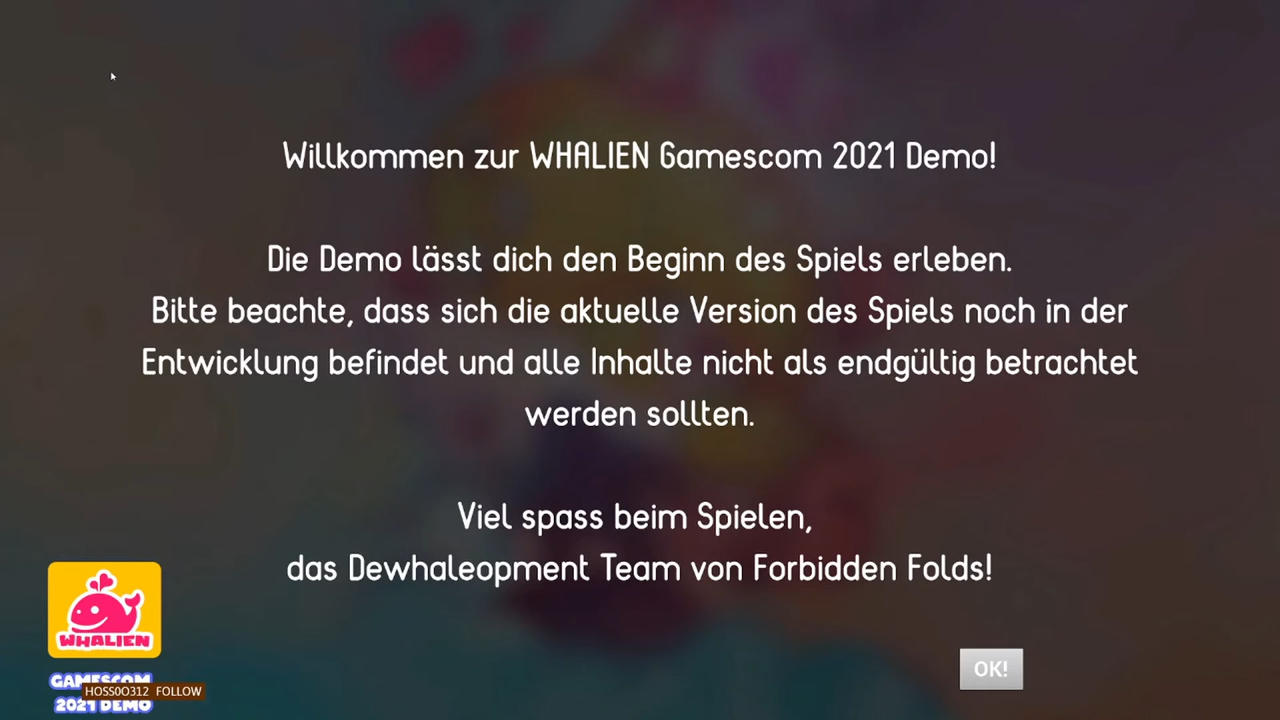 Willkommen zur WHALIEN Gamescom 2021 Demo!
Die Demo lässt dich den Beginn des Spiels erleben.
Bitte beachte, dass sich die aktuelle Version des Spiels noch in der
Entwicklung befindet und alle Inhalte nicht als endgültig betrachtet
werden sollten.
Viel spass beim Spielen,
das Dewhaleopment Team von Forbidden Folds!
WHALIEN
GAMESCOM
2021 DEMO
HOSS0O312 FOLLOW
OK!